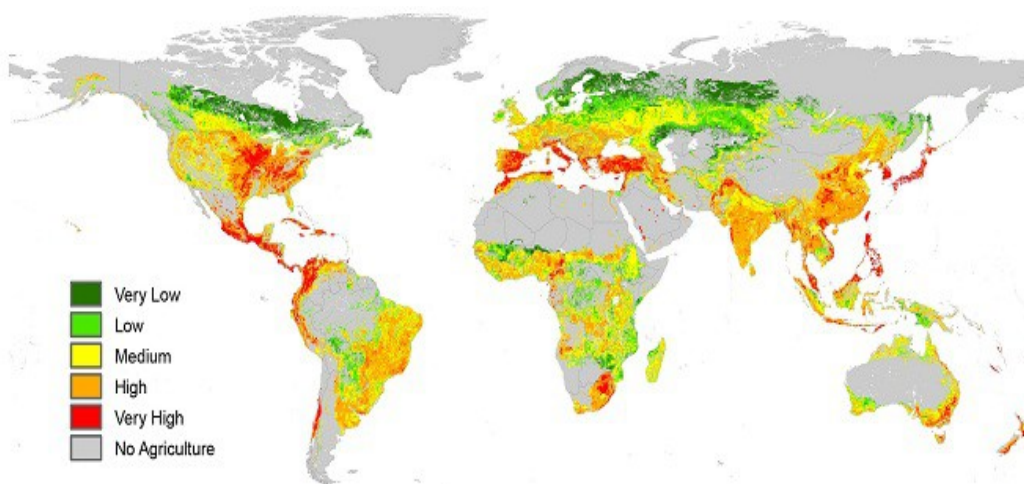 Very Low
Low
Medium
High
Very High
No Agriculture